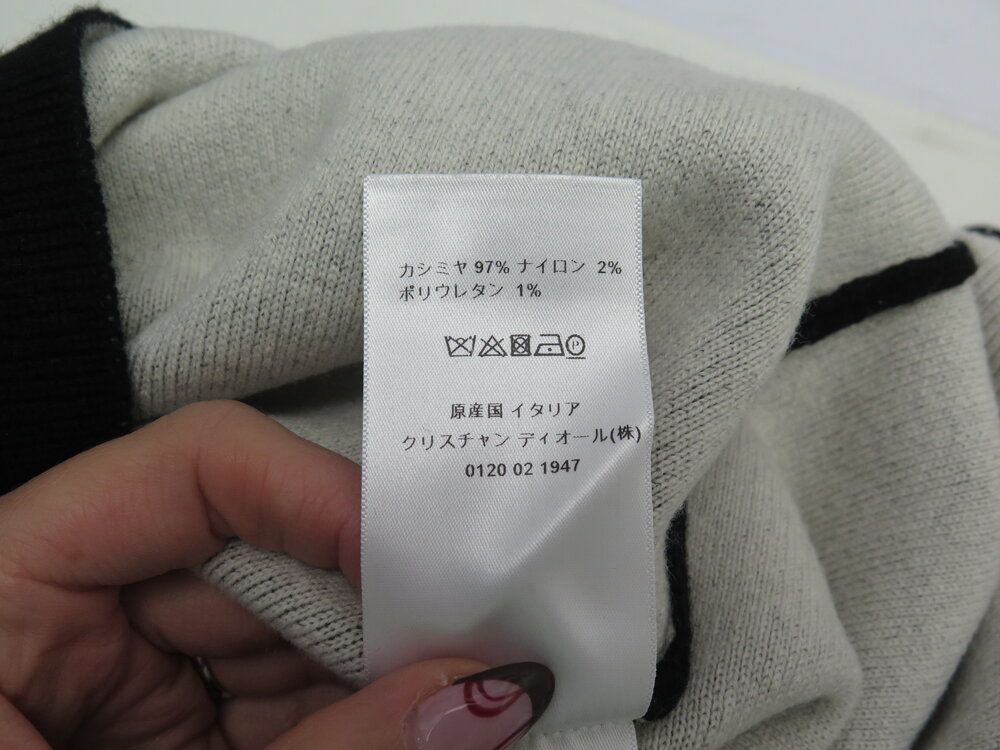 カシミヤ 97% ナイロン 2%
ポリウレタン 1%
P
原産国 イタリア
クリスチャン ディオール(株)
0120 02 1947